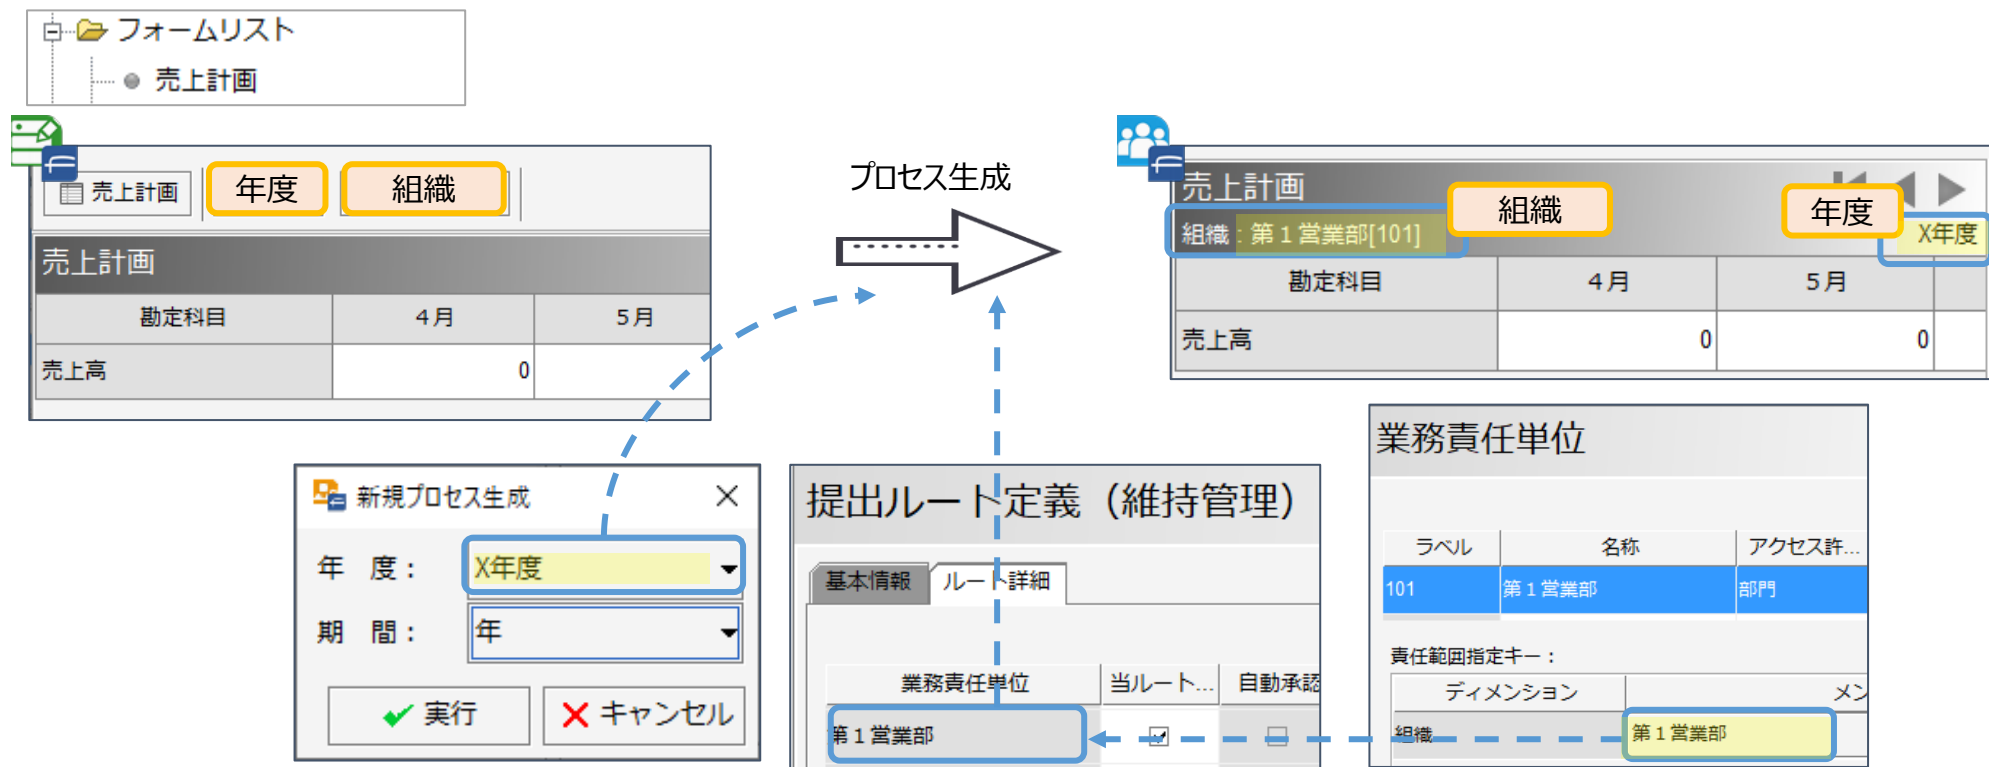 フォームリスト
売上計画
売上計画
年度
組織
売上計画
勘定科目
4月
5月
売上高
0
プロセス生成
売上計画
組織
年度
組織:第1営業部[101]
X年度
勘定科目
4月
5月
売上高
0
0
新規プロセス生成
年 度:
X年度
期 間:
年
実行
キャンセル
提出ルート定義(維持管理)
基本情報
ルート詳細
業務責任単位
当ルート...
自動承認
第1営業部
業務責任単位
ラベル
名称
アクセス許...
101
第1営業部
部門
責任範囲指定キー:
ディメンション
メン
組織
第1営業部